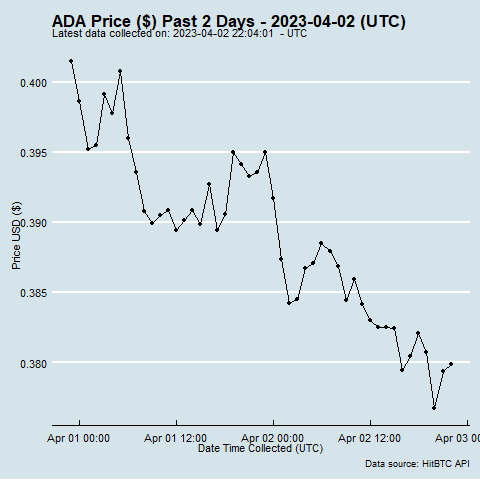 ADA Price ($) Past 2 Days - 2023-04-02 (UTC)
Latest data collected on: 2023-04-02 22:04:01 - UTC
0.400
0.395
0.390
0.385
0.380
Price USD ($)
Apr 01 00:00
Apr 01 12:00
Apr 02 00:00
Apr 02 12:00
Apr 03 00
Date Time Collected (UTC)
Data source: HitBTC API